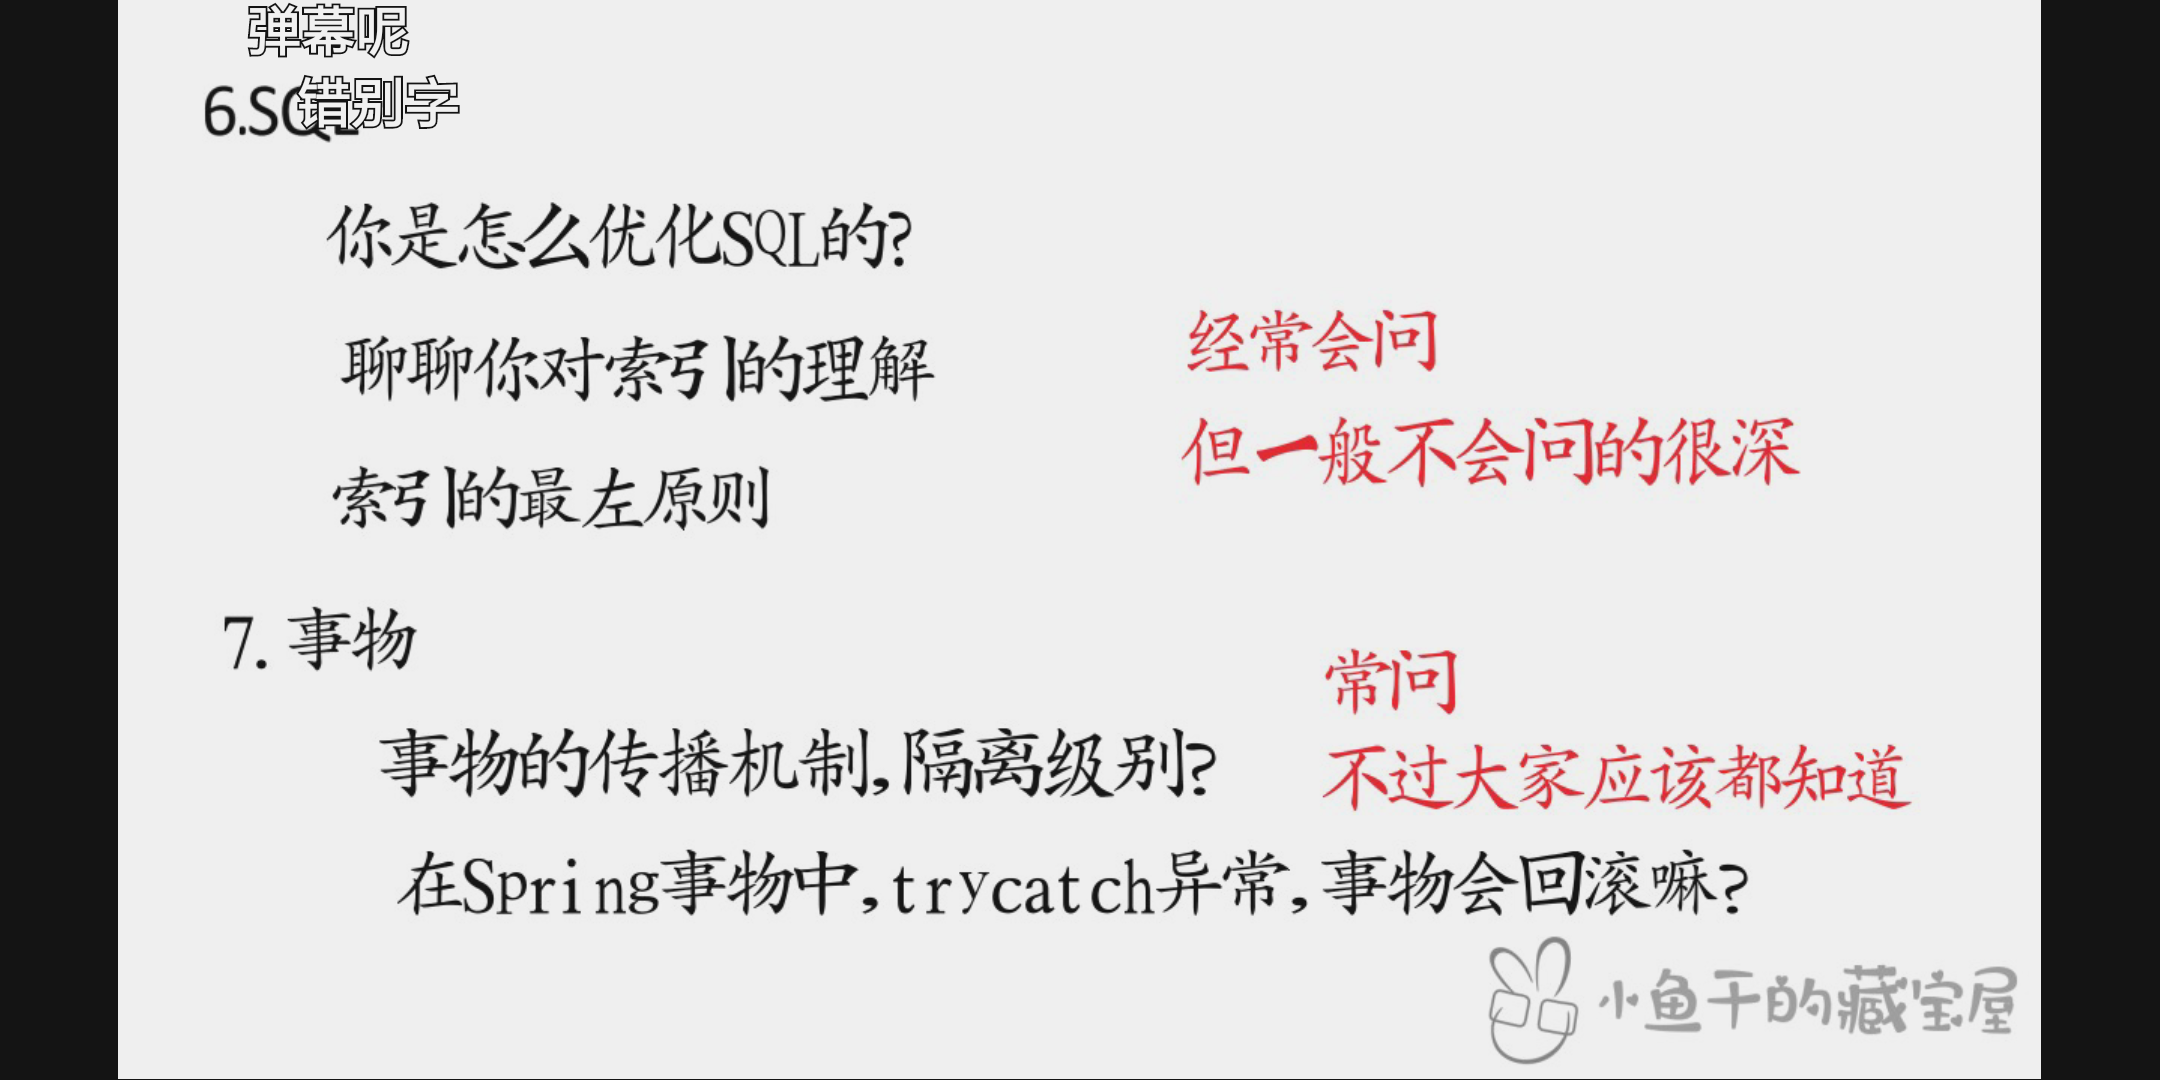 弹幕呢
错别字
6.SQL
你是怎么优化SQL的?
聊聊你对索引的理解
经常会问
但一般不会问的很深
索引的最左原则
7. 事物
常问
事物的传播机制,隔离级别?
不过大家应该都知道
在Spring事物中,trycatch异常,事物会回滚嘛?
小鱼干的藏宝屋